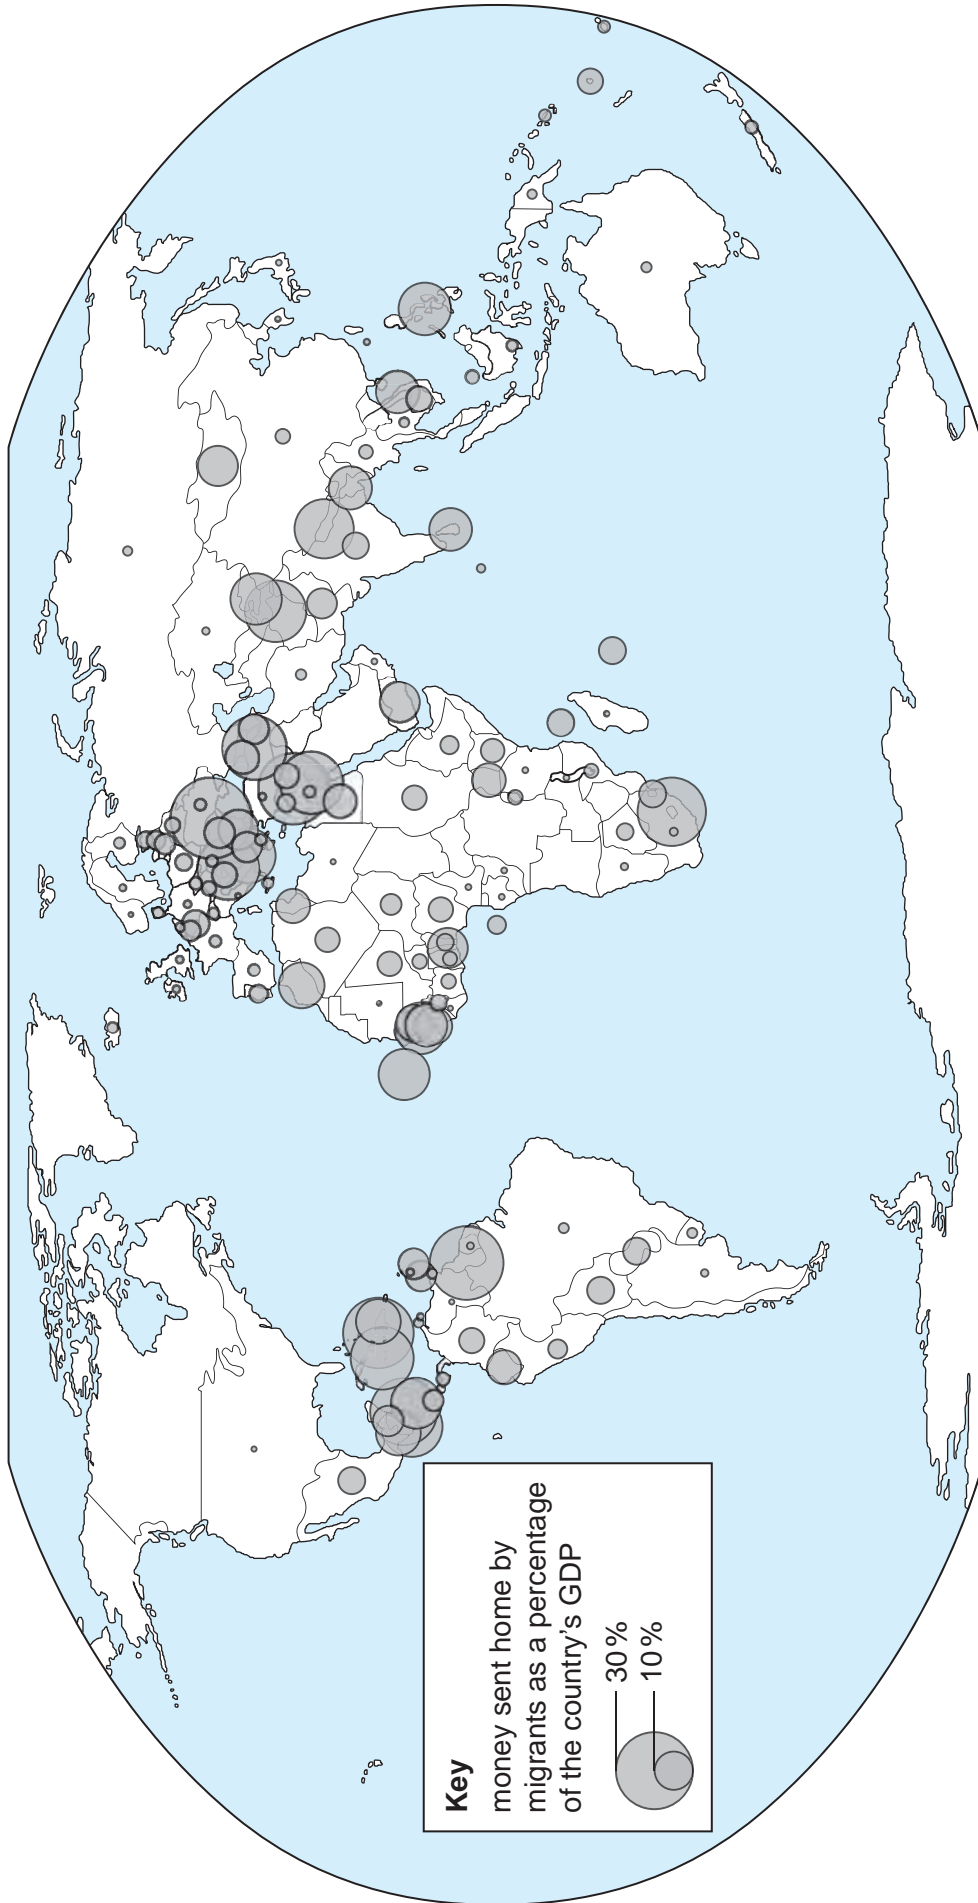 Key
money sent home by
migrants as a percentage
of the country’s GDP
30%
10%